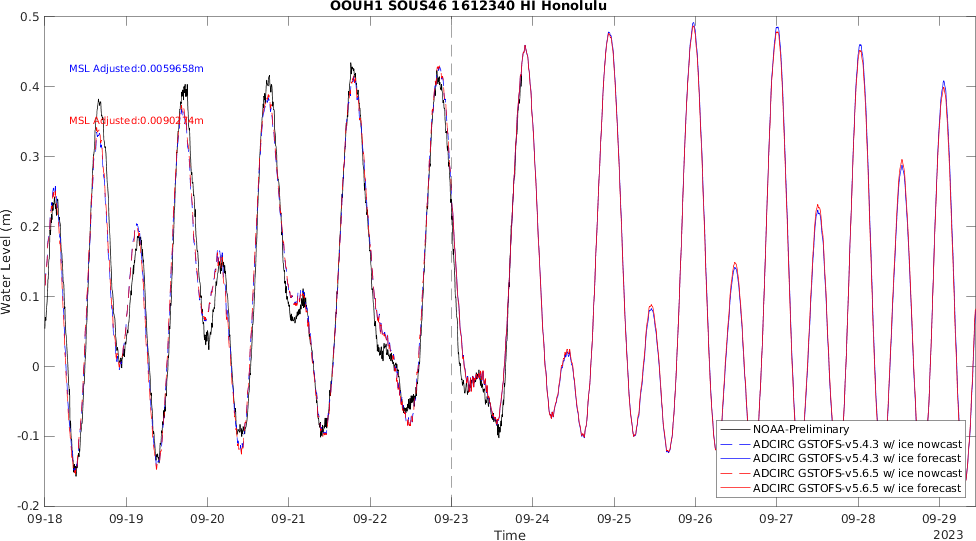 OOUH1 SOUS46 1612340 HI Honolulu
0.5
0.4
0.3
0.2
0.1
0
-0.1
-0.2
Water Level (m)
MSL Adjusted:0.0059658m
MSL Adjusted:0.0090274m
NOAA-Preliminary
ADCIRC GSTOFS-v5.4.3 w/ ice nowcast
ADCIRC GSTOFS-v5.4.3 w/ ice forecast
ADCIRC GSTOFS-v5.6.5 w/ ice nowcast
ADCIRC GSTOFS-v5.6.5 w/ ice forecast
09-18 09-19 09-20 09-21 09-22 09-23 09-24 09-25 09-26 09-27 09-28 09-29
Time
2023